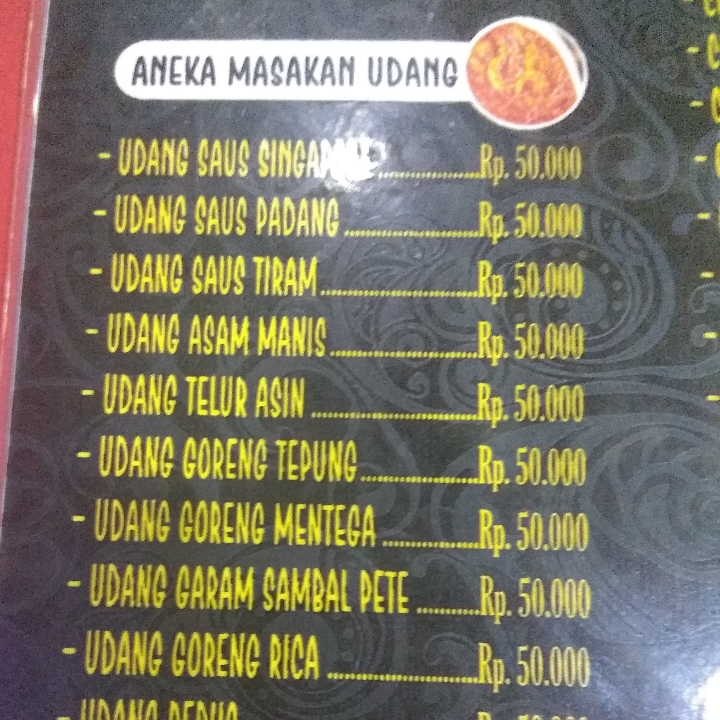 ANEKA MASAKAN UDANG
- UDANG SAUS SINGAPORE ............Rp. 50.000
- UDANG SAUS PADANG ................Rp. 50.000
- UDANG SAUS TIRAM ...................Rp. 50.000
- UDANG ASAM MANIS ..................Rp. 50.000
- UDANG TELUR ASIN ....................Rp. 50.000
- UDANG GORENG TEPUNG ..............Rp. 50.000
- UDANG GORENG MENTEGA ...........Rp. 50.000
- UDANG GARAM SAMBAL PETE .......Rp. 50.000
- UDANG GORENG RICA .................Rp. 50.000
- UDANG